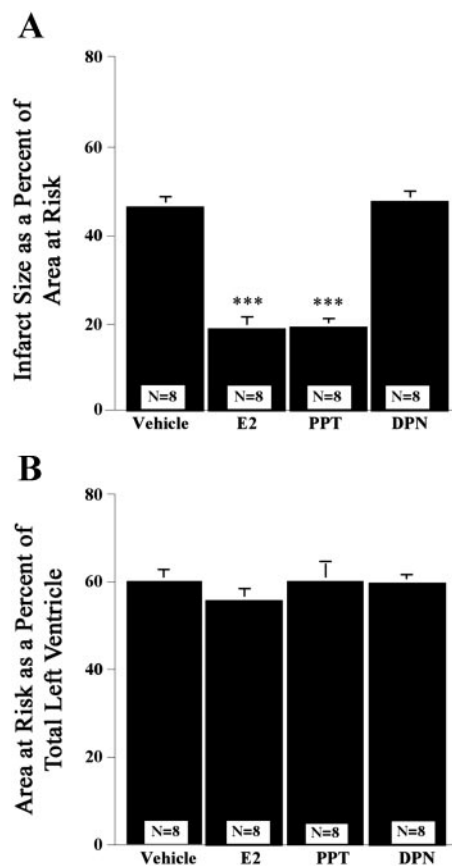 A
Infarct Size as a Percent of
Area at Risk
80
60
40
20
0
*** ***
N=8 N=8 N=8 N=8
Vehicle E2 PPT DPN
B
Area at Risk as a Percent of
Total Left Ventricle
80
60
40
20
0
N=8 N=8 N=8 N=8
Vehicle E2 PPT DPN